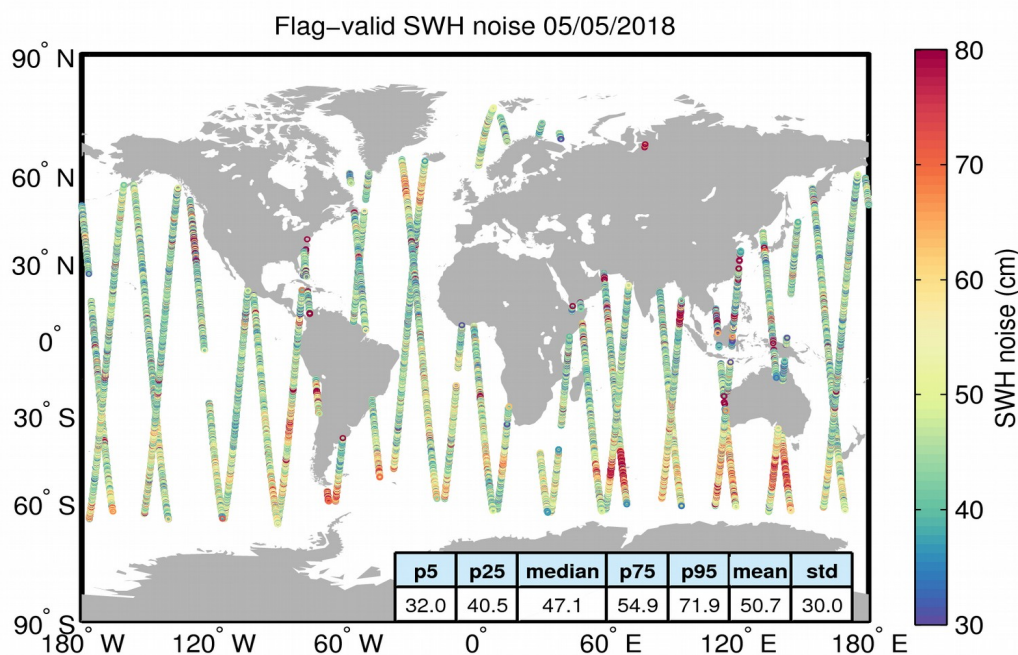 Flag−valid SWH noise 05/05/2018
90° N
60° N
30° N
0°
30° S
60° S
90° S
180° W
120° W
60° W
0°
60° E
120° E
180° E
80
70
60
50
40
30
SWH noise (cm)
p5 p25 median p75 p95 mean std
32.0 40.5 47.1 54.9 71.9 50.7 30.0